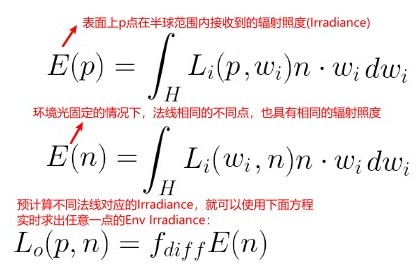 表面上p点在半球范围内接收到的辐射照度(Irradiance)
E(p) = ∫_H L_i(p, w_i) n · w_i dw_i
环境光固定的情况下，法线相同的不同点，也具有相同的辐射照度
E(n) = ∫_H L_i(w_i, n) n · w_i dw_i
预计算不同法线对应的Irradiance，就可以使用下面方程
实时求出任意一点的Env Irradiance：
L_o(p, n) = f_{diff} E(n)